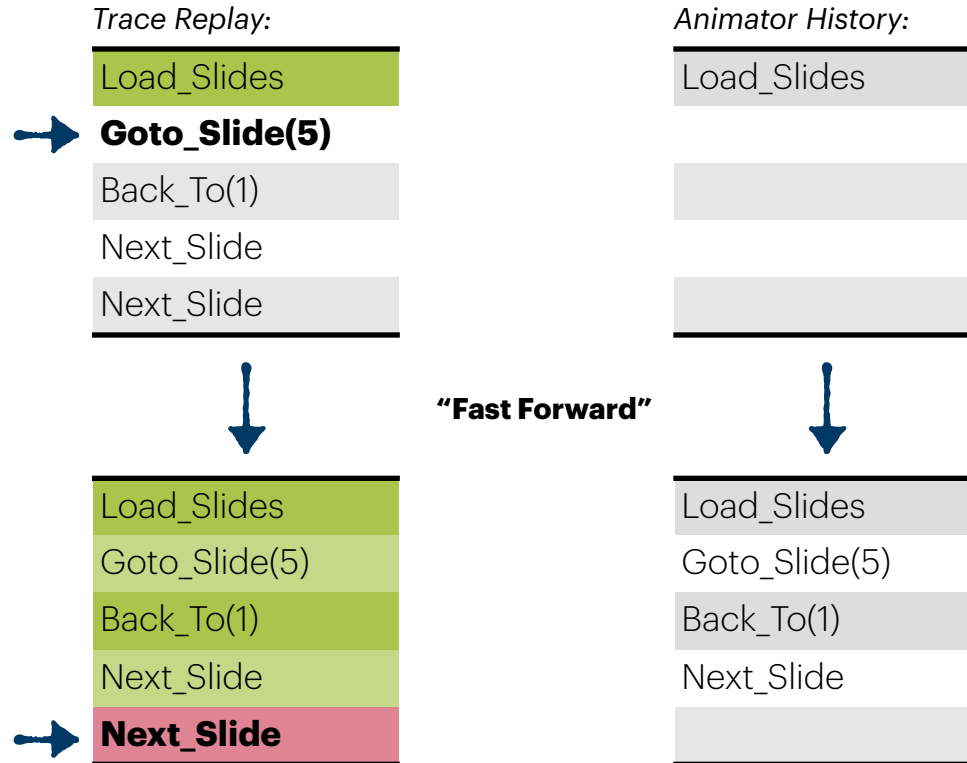 Trace Replay:
Load_Slides
Goto_Slide(5)
Back_To(1)
Next_Slide
Next_Slide
Animator History:
Load_Slides
“Fast Forward”
Load_Slides
Goto_Slide(5)
Back_To(1)
Next_Slide
Next_Slide
Load_Slides
Goto_Slide(5)
Back_To(1)
Next_Slide